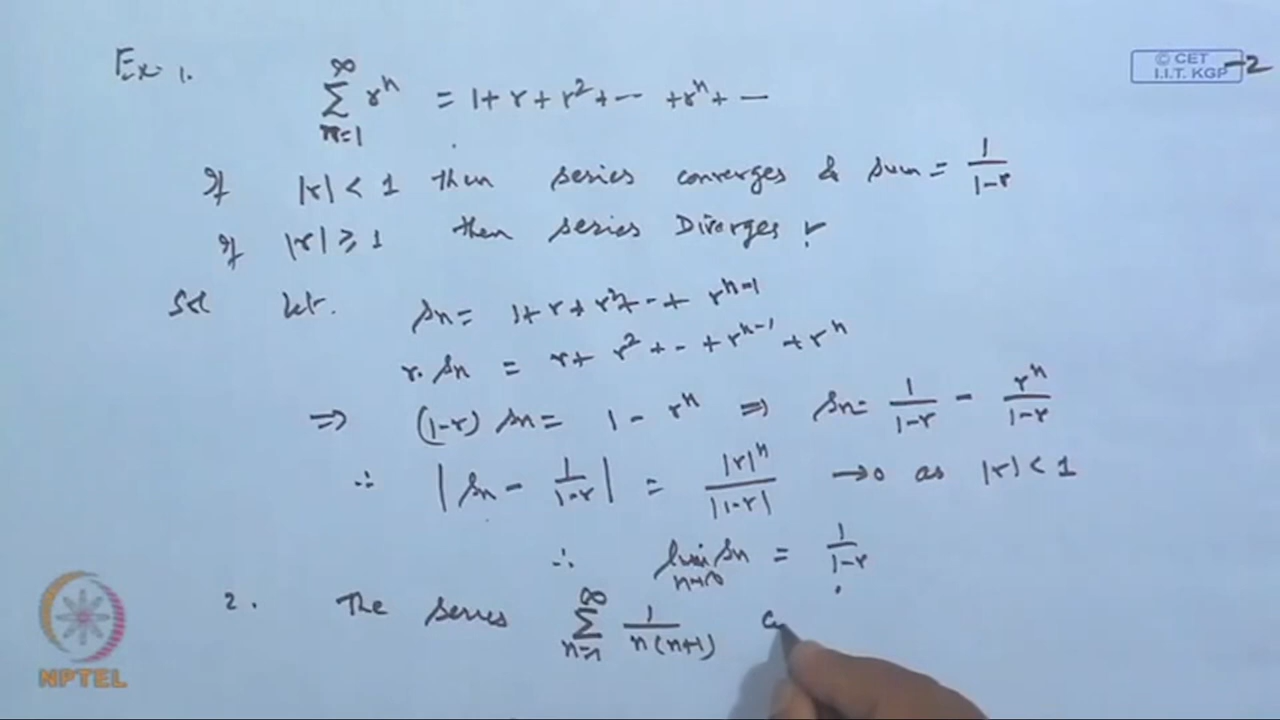 © CET
I.I.T. KGP
-2
Ex 1. ∞∑n=1 r^n = 1 + r + r^2 + -- + r^n + --
If |r| < 1 then series converges & sum = 1/(1-r)
If |r| ≥ 1 then series Diverges.
Sol let. Sn = 1 + r + r^2 + - + r^(n-1)
r. Sn = r + r^2 + - + r^(n-1) + r^n
⇒ (1-r) Sn = 1 - r^n ⇒ Sn = 1/(1-r) - r^n/(1-r)
∴ |Sn - 1/(1-r)| = |r|^n/|1-r| → 0 as |r| < 1
∴ lim n→∞ Sn = 1/(1-r).
2. The series ∞∑n=1 1/(n(n+1))
NPTEL